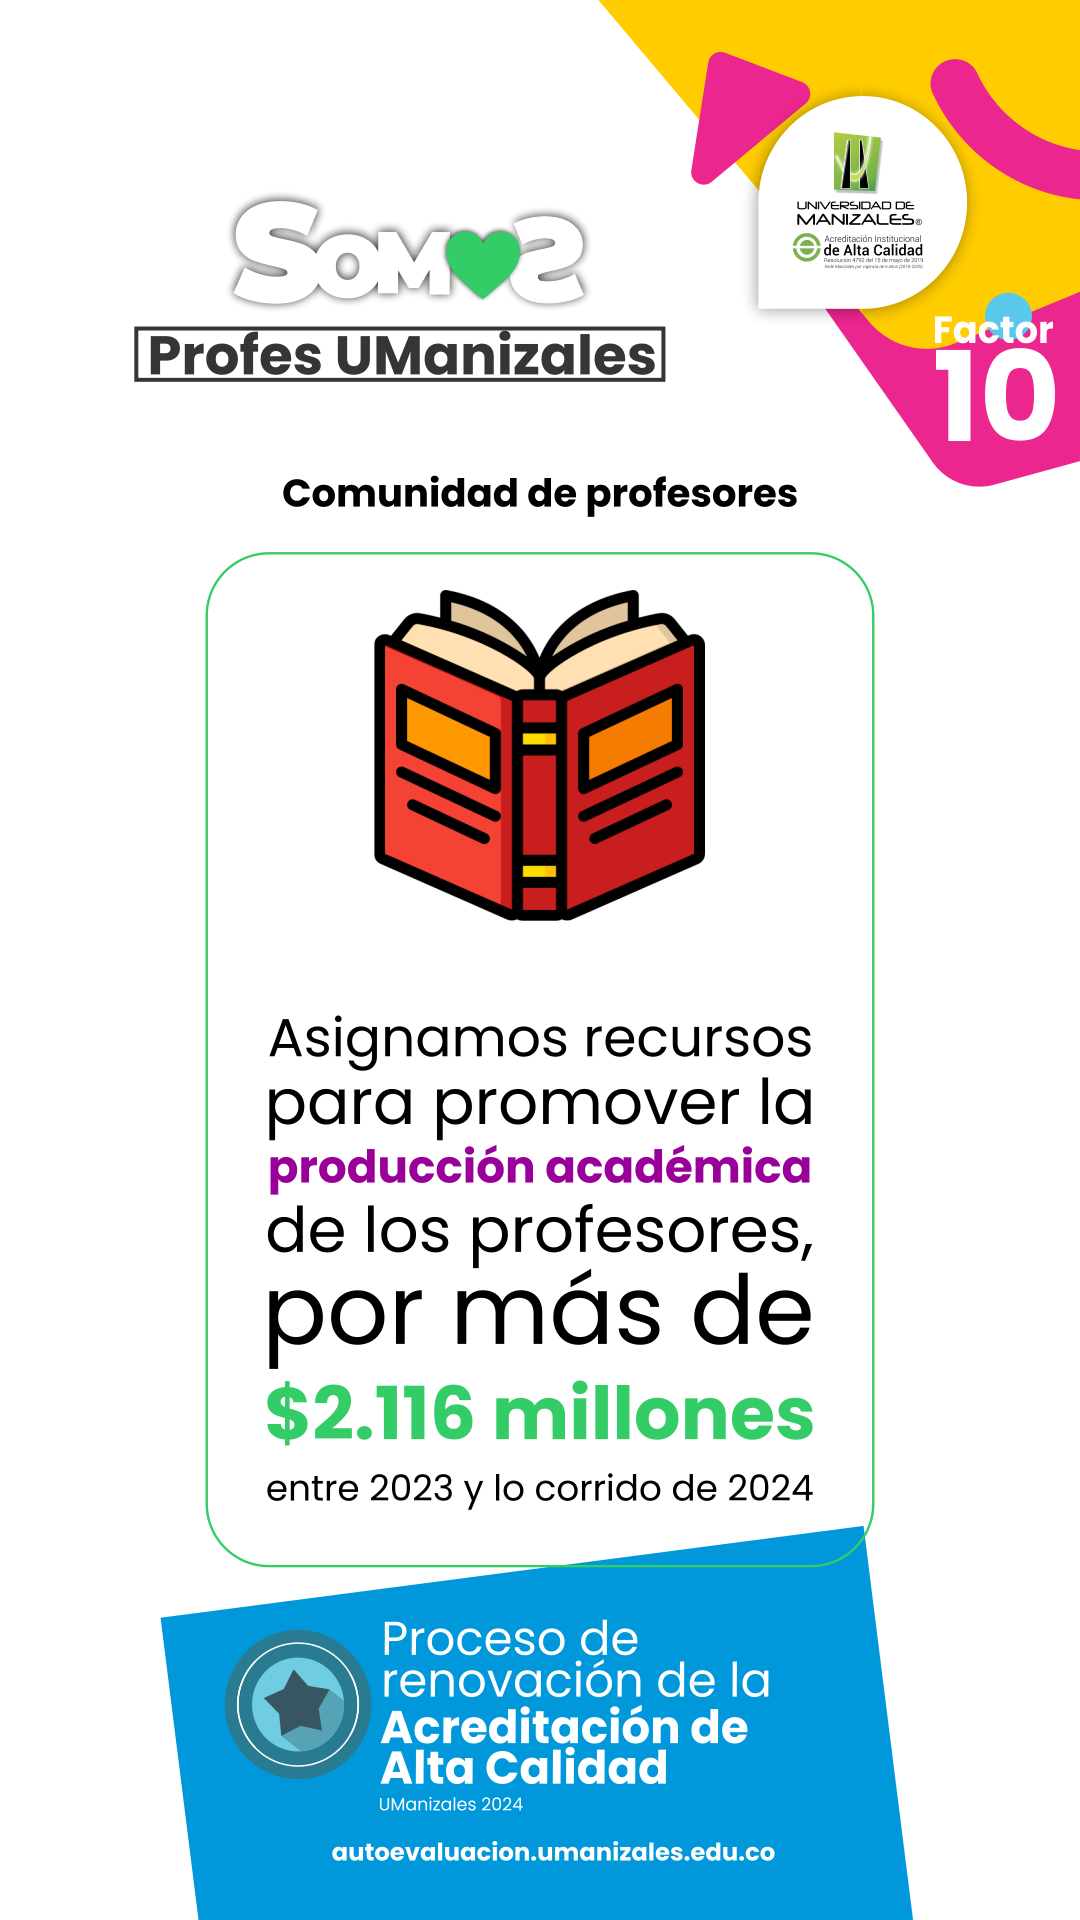 UNIVERSIDAD DE
MANIZALES®
Acreditación Institucional
de Alta Calidad
Resolución 4792 del 15 de mayo de 2019
SOMOS
Profes UManizales
Factor
10
Comunidad de profesores
Asignamos recursos
para promover la
producción académica
de los profesores,
por más de
$2.116 millones
entre 2023 y lo corrido de 2024
Proceso de
renovación de la
Acreditación de
Alta Calidad
UManizales 2024
autoevaluacion.umanizales.edu.co